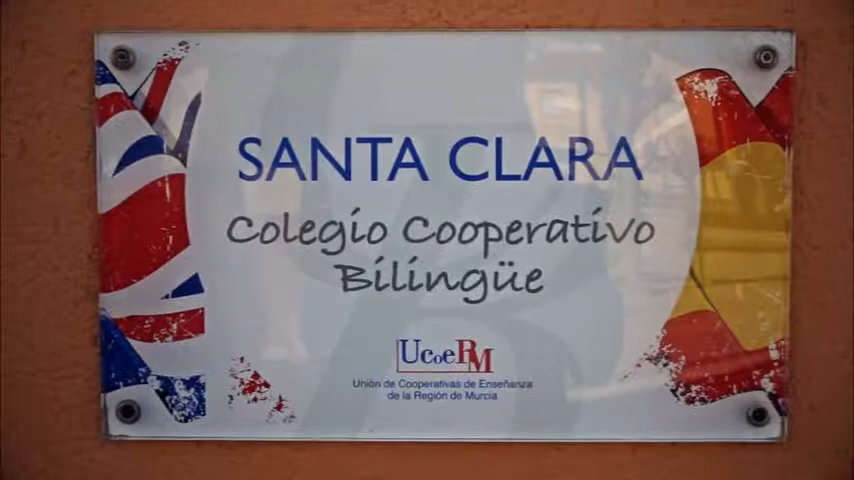 SANTA CLARA
Colegio Cooperativo
Bilingüe
UCoeRM
Unión de Cooperativas de Enseñanza
de la Región de Murcia